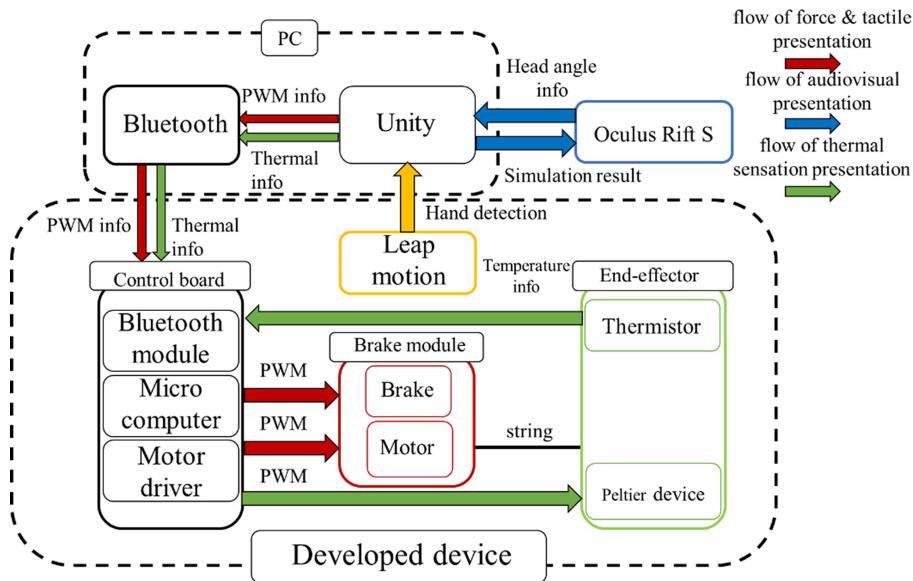 PC
flow of force & tactile
presentation
flow of audiovisual
presentation
flow of thermal
sensation presentation
Bluetooth
PWM info
Thermal
info
Unity
Head angle
info
Oculus Rift S
Simulation result
PWM info
Thermal
info
Hand detection
Leap
motion
Control board
Bluetooth
module
Micro
computer
Motor
driver
Temperature
info
End-effector
Thermistor
Brake module
PWM
Brake
PWM
Motor
string
PWM
Peltier device
Developed device